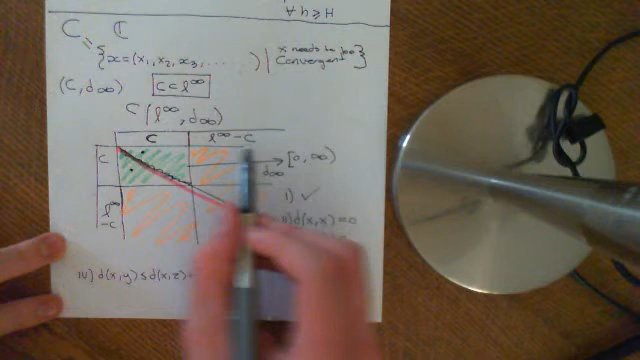 H ≤ d A
C ℂ
= { x = (x₁, x₂, x₃, ......) | x needs to be
Convergent }
(C, d∞) C ⊂ ℓ^∞
C (ℓ^∞, d∞)
C ℓ^∞ - C
C → [0, ∞)
d∞
ℓ^∞ - C i) ✓
ii) d(x,x) = 0
iv) d(x,y) ≤ d(x,z) +